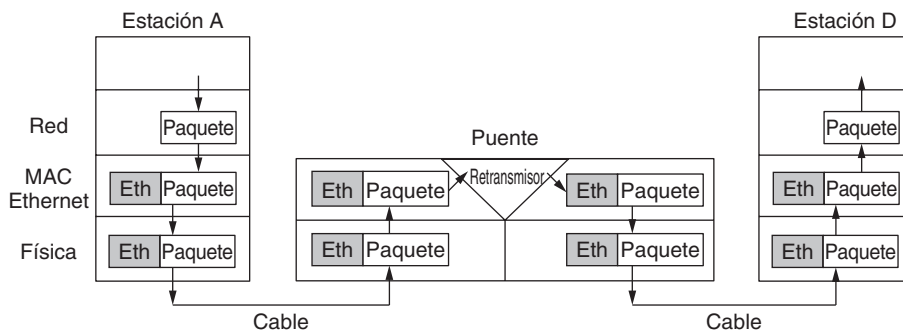 Estación A
Estación D
Red
Paquete
Paquete
Puente
MAC
Ethernet
Eth Paquete
Eth Paquete
Retransmisor
Eth Paquete
Eth Paquete
Física
Eth Paquete
Eth Paquete
Eth Paquete
Eth Paquete
Cable
Cable